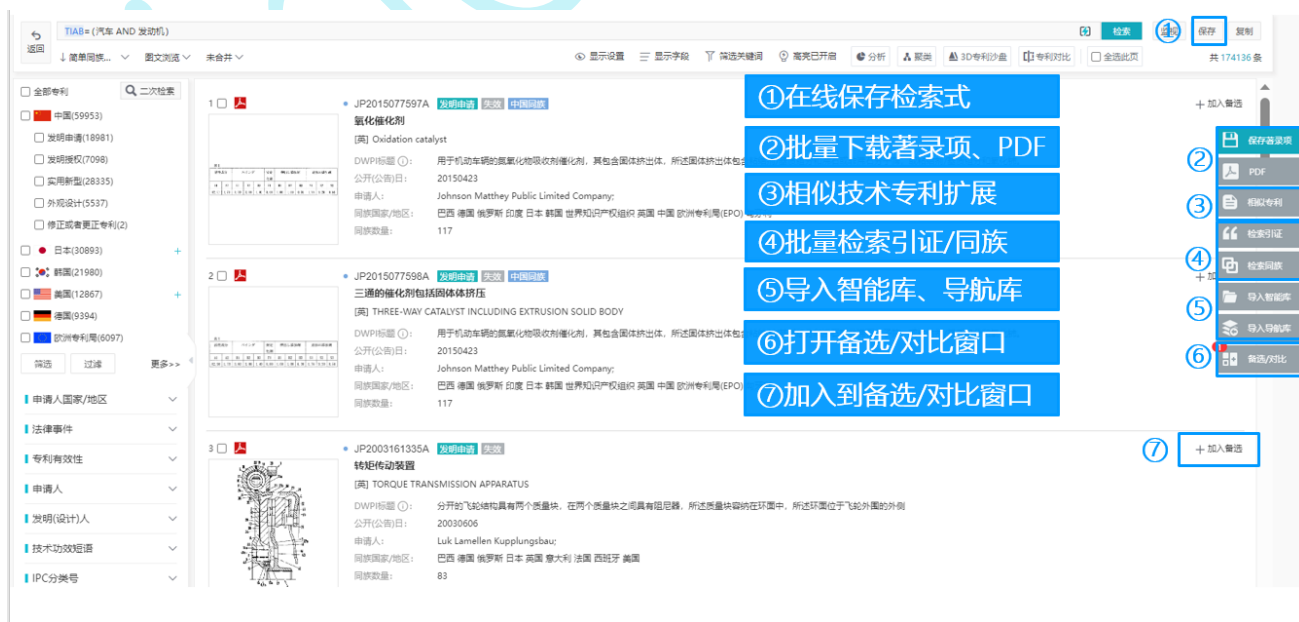 返回
TIAB= (汽车 AND 发动机)
检索
①
保存
复制
↓ 简单同族...
图文浏览
未合并
显示设置
显示字段
筛选关键词
高亮已开启
分析
聚类
3D专利沙盘
专利对比
全选此页
共 174136 条
全部专利
二次检索
中国(59953)
发明申请(18981)
发明授权(7098)
实用新型(28335)
外观设计(5537)
修正或者更正专利(2)
日本(30893) +
韩国(21980)
美国(12867) +
德国(9394)
欧洲专利局(6097)
筛选
过滤
更多>>
申请人国家/地区
法律事件
专利有效性
申请人
发明(设计)人
技术功效短语
IPC分类号
1
JP2015077597A 发明申请 失效 中国同族
+ 加入备选
氧化催化剂
[英] Oxidation catalyst
DWPI标题 ⓘ: 用于机动车辆的氮氧化物吸收剂催化剂，其包含固体挤出体，所述固体挤出体包
公开(公告)日: 20150423
申请人: Johnson Matthey Public Limited Company;
同族国家/地区: 巴西 德国 俄罗斯 印度 日本 韩国 世界知识产权组织 英国 中国 欧洲专利局(EPO)
同族数量: 117
2
JP2015077598A 发明申请 失效 中国同族
三通的催化剂包括固体体挤压
[英] THREE-WAY CATALYST INCLUDING EXTRUSION SOLID BODY
DWPI标题 ⓘ: 用于机动车辆的氮氧化物吸收剂催化剂，其包含固体挤出体，所述固体挤出体包
公开(公告)日: 20150423
申请人: Johnson Matthey Public Limited Company;
同族国家/地区: 巴西 德国 俄罗斯 印度 日本 韩国 世界知识产权组织 英国 中国 欧洲专利局(EPO)
同族数量: 117
3
JP2003161335A 发明申请 失效
⑦
+ 加入备选
转矩传动装置
[英] TORQUE TRANSMISSION APPARATUS
DWPI标题 ⓘ: 分开的飞轮结构具有两个质量块，在两个质量块之间具有阻尼器，所述质量块容纳在环面中，所述环面位于飞轮外围的外侧
公开(公告)日: 20030606
申请人: Luk Lamellen Kupplungsbau;
同族国家/地区: 巴西 德国 俄罗斯 日本 英国 意大利 法国 西班牙 美国
同族数量: 83
①在线保存检索式
②批量下载著录项、PDF
③相似技术专利扩展
④批量检索引证/同族
⑤导入智能库、导航库
⑥打开备选/对比窗口
⑦加入到备选/对比窗口
②
保存著录项
PDF
③
相似专利
④
检索引证
检索同族
⑤
导入智能库
导入导航库
⑥
备选/对比